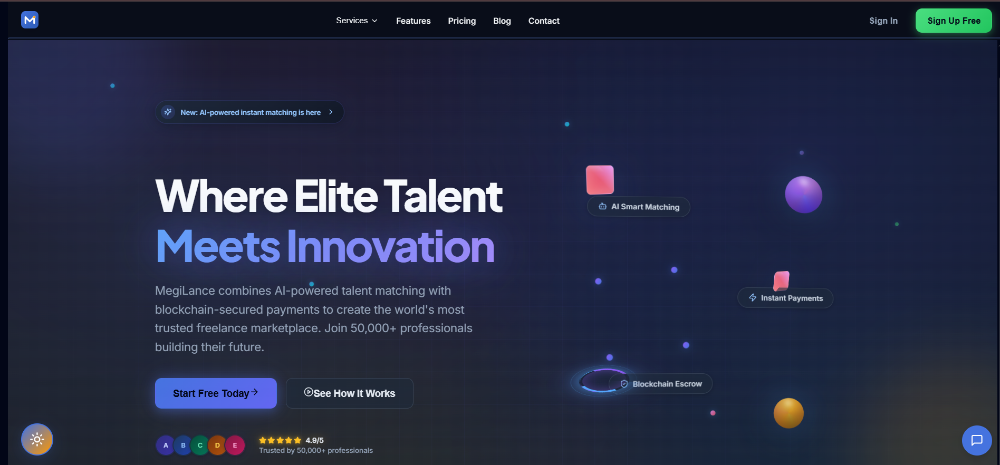 M
Services
Features
Pricing
Blog
Contact
Sign In
Sign Up Free
New: AI-powered instant matching is here
Where Elite Talent
Meets Innovation
MegiLance combines AI-powered talent matching with
blockchain-secured payments to create the world's most
trusted freelance marketplace. Join 50,000+ professionals
building their future.
Start Free Today
See How It Works
A B C D E
4.9/5
Trusted by 50,000+ professionals
AI Smart Matching
Instant Payments
Blockchain Escrow